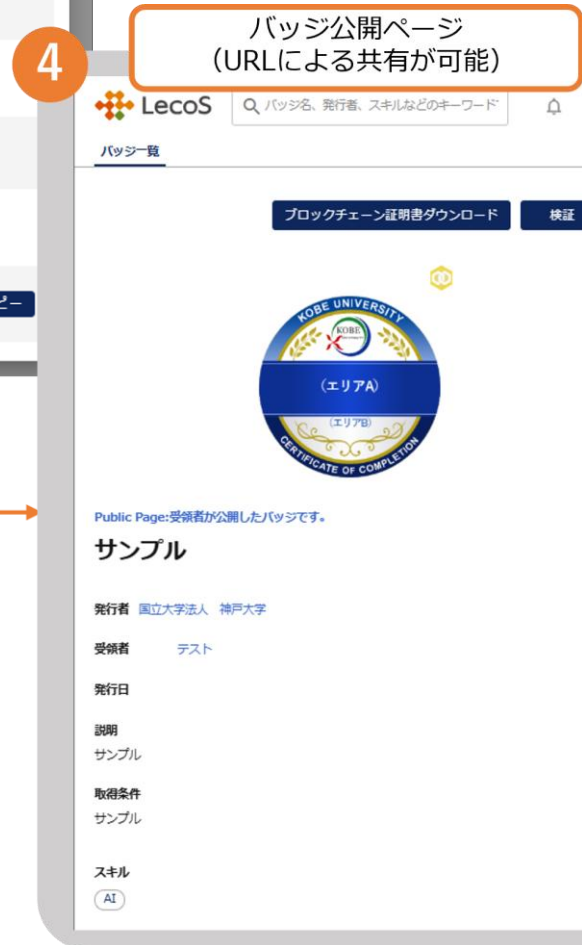 4
バッジ公開ページ
（URLによる共有が可能）
LecoS
バッジ名、発行者、スキルなどのキーワード
バッジ一覧
ブロックチェーン証明書ダウンロード
検証
ピー
KOBE UNIVERSITY
KOBE
（エリアA）
（エリアB）
CERTIFICATE OF COMPLETION
Public Page:受領者が公開したバッジです。
サンプル
発行者 国立大学法人 神戸大学
受領者 テスト
発行日
説明
サンプル
取得条件
サンプル
スキル
AI